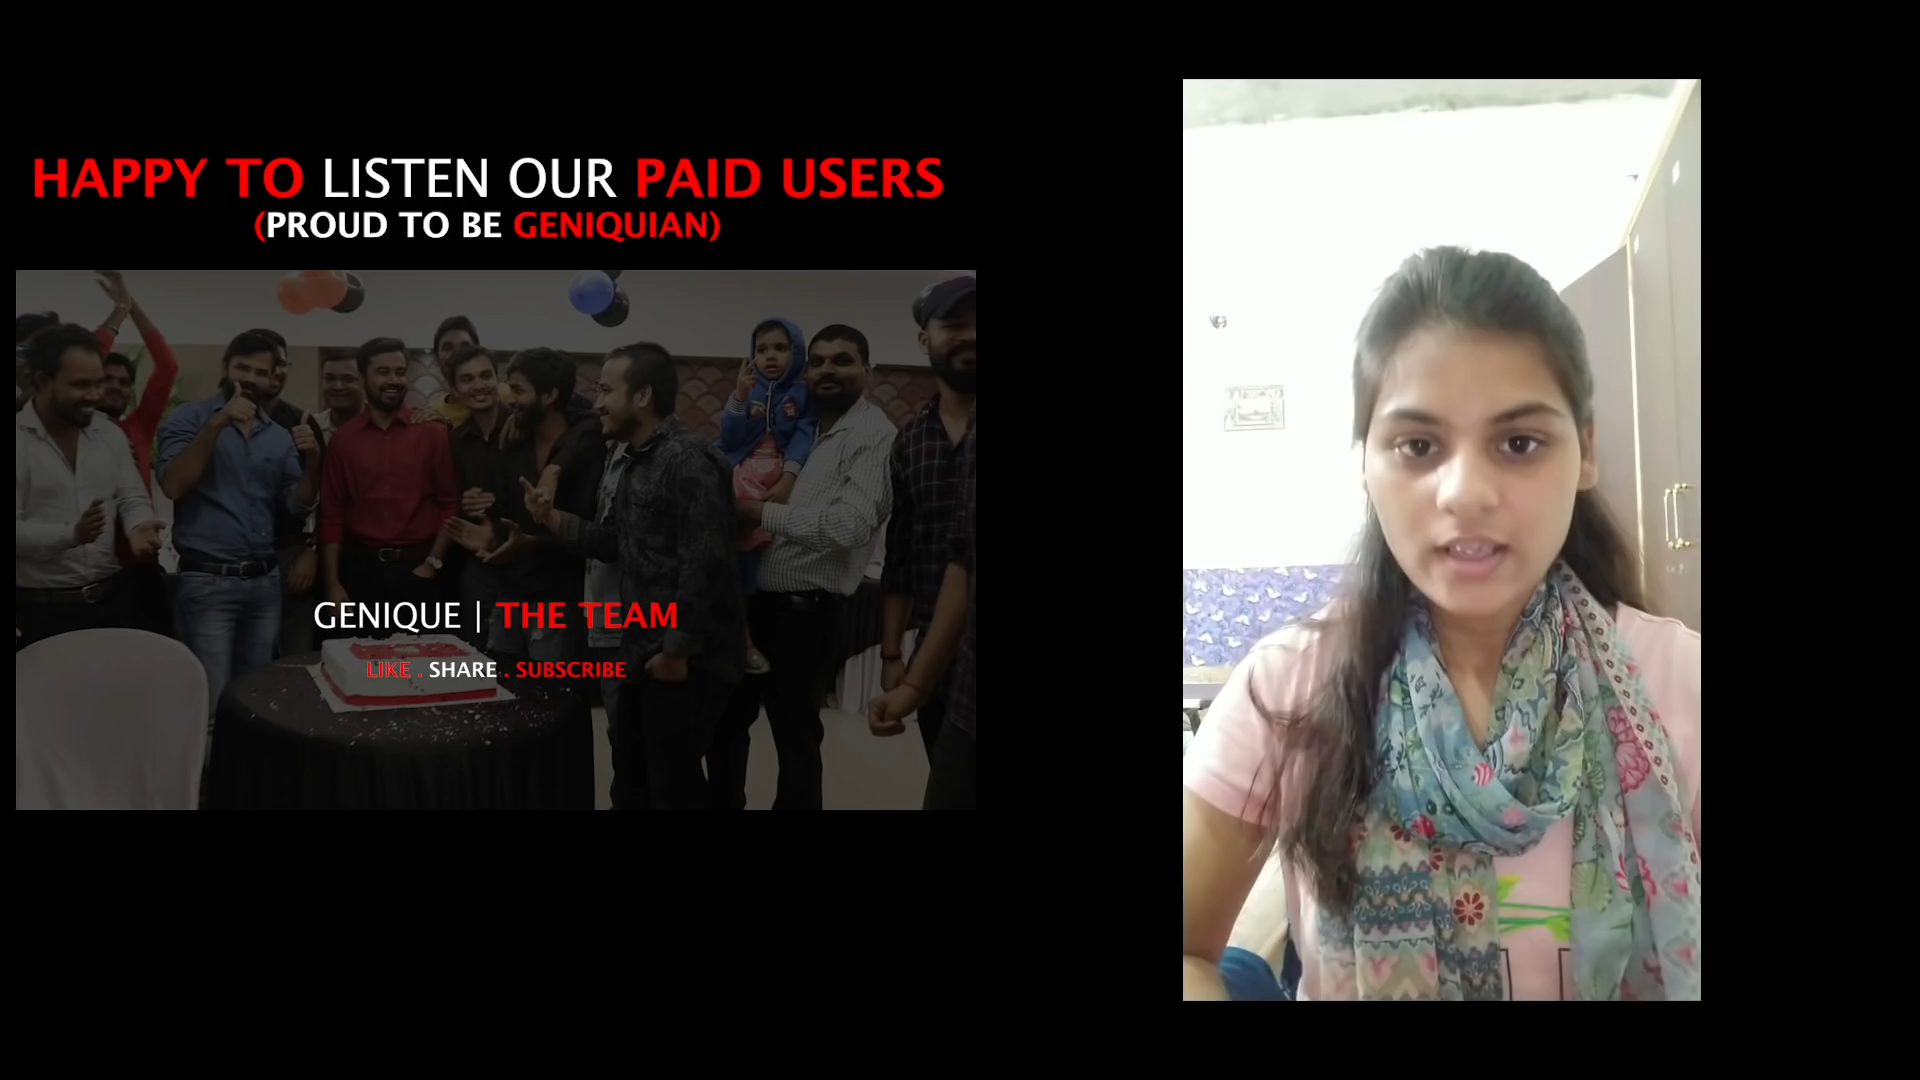 HAPPY TO LISTEN OUR PAID USERS
(PROUD TO BE GENIQUIAN)
GENIQUE | THE TEAM
LIKE . SHARE . SUBSCRIBE